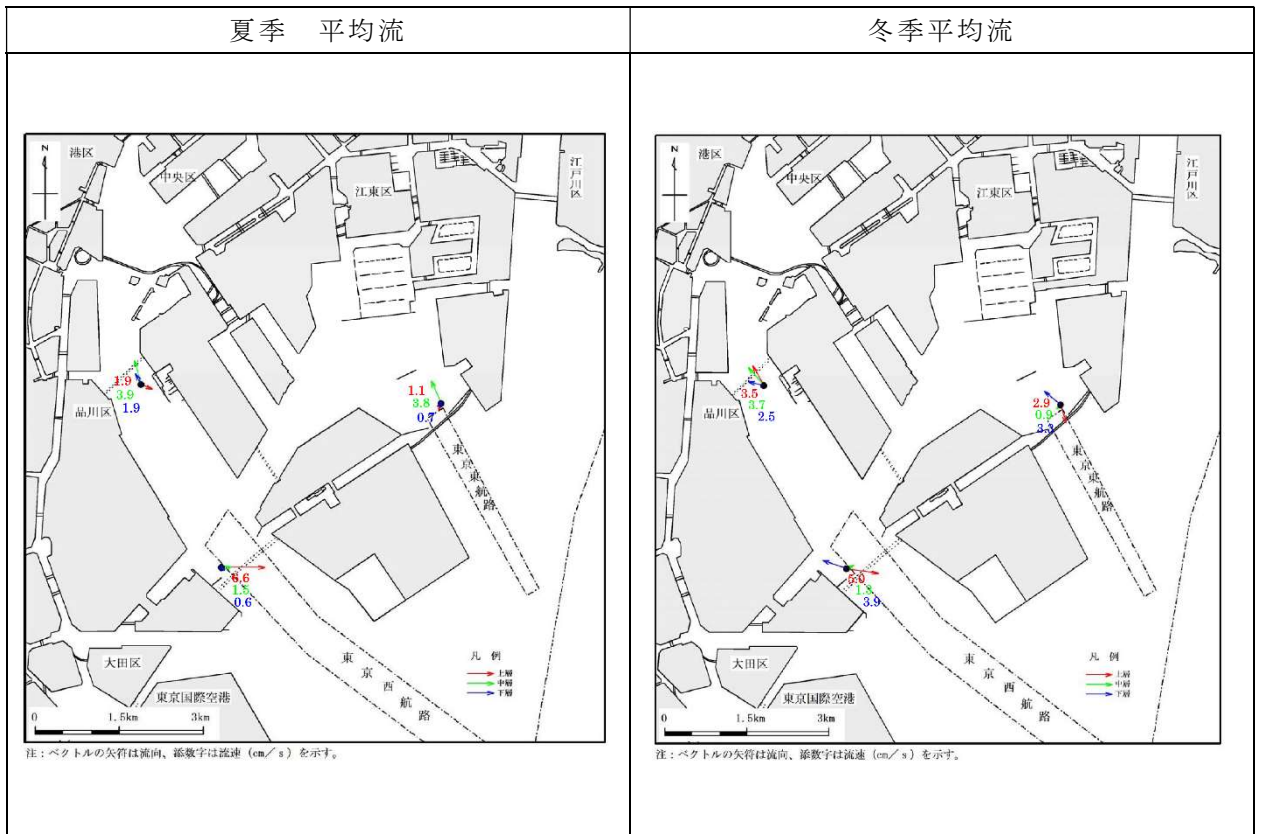 夏季　平均流
冬季平均流
N
港区
中央区
江東区
江戸川区
品川区
1.9
3.9
1.9
1.1
3.8
0.7
東京東航路
6.6
1.5
0.6
大田区
東京国際空港
東京西航路
凡例
上層
中層
下層
0 1.5km 3km
注：ベクトルの矢符は流向、添数字は流速（cm／s）を示す。
N
港区
中央区
江東区
江戸川区
品川区
3.5
3.7
2.5
2.9
0.9
3.3
東京東航路
5.0
1.3
3.9
大田区
東京国際空港
東京西航路
凡例
上層
中層
下層
0 1.5km 3km
注：ベクトルの矢符は流向、添数字は流速（cm／s）を示す。